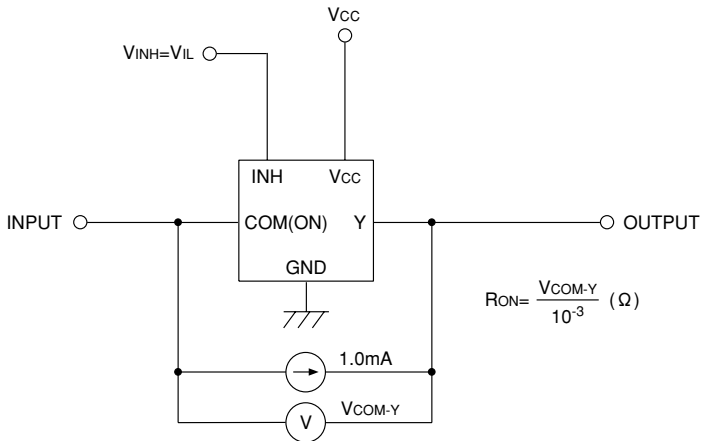 VCC
VINH=VIL
INH VCC
INPUT COM(ON) Y OUTPUT
GND
RON= VCOM-Y / 10-3 (Ω)
1.0mA
V VCOM-Y